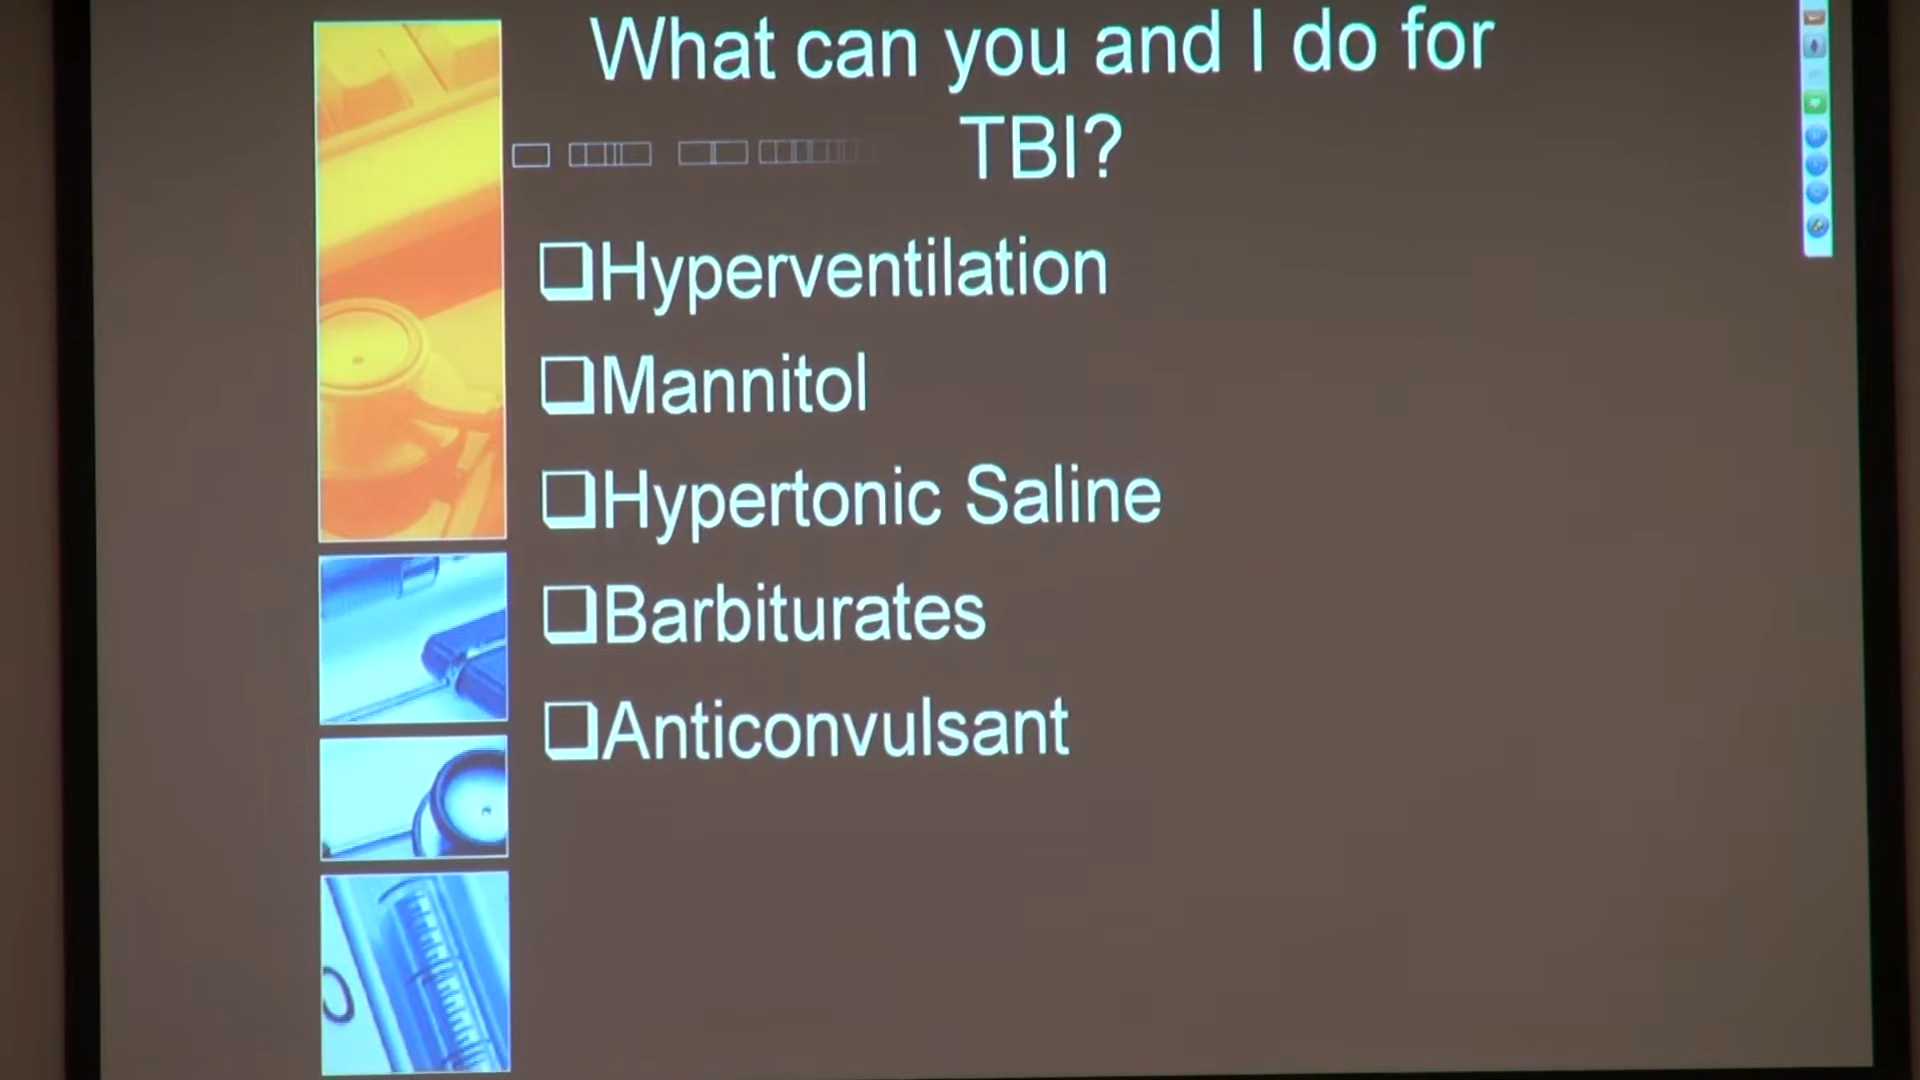 What can you and I do for
TBI?
❑Hyperventilation
❑Mannitol
❑Hypertonic Saline
❑Barbiturates
❑Anticonvulsant